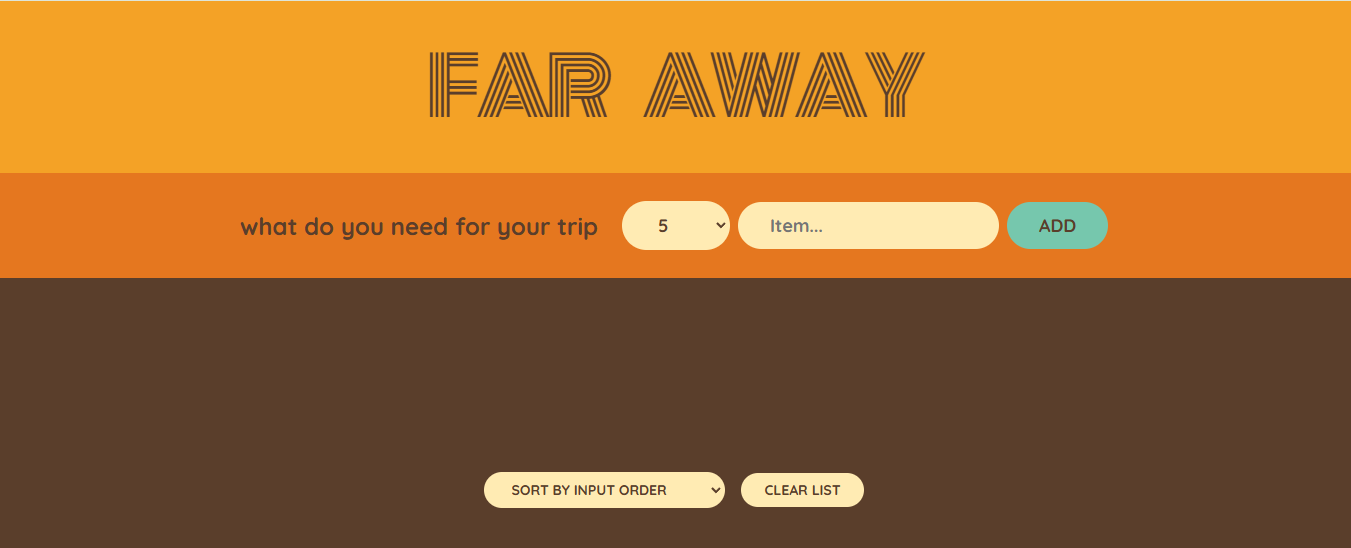 FAR AWAY
what do you need for your trip 5 Item... ADD
SORT BY INPUT ORDER CLEAR LIST